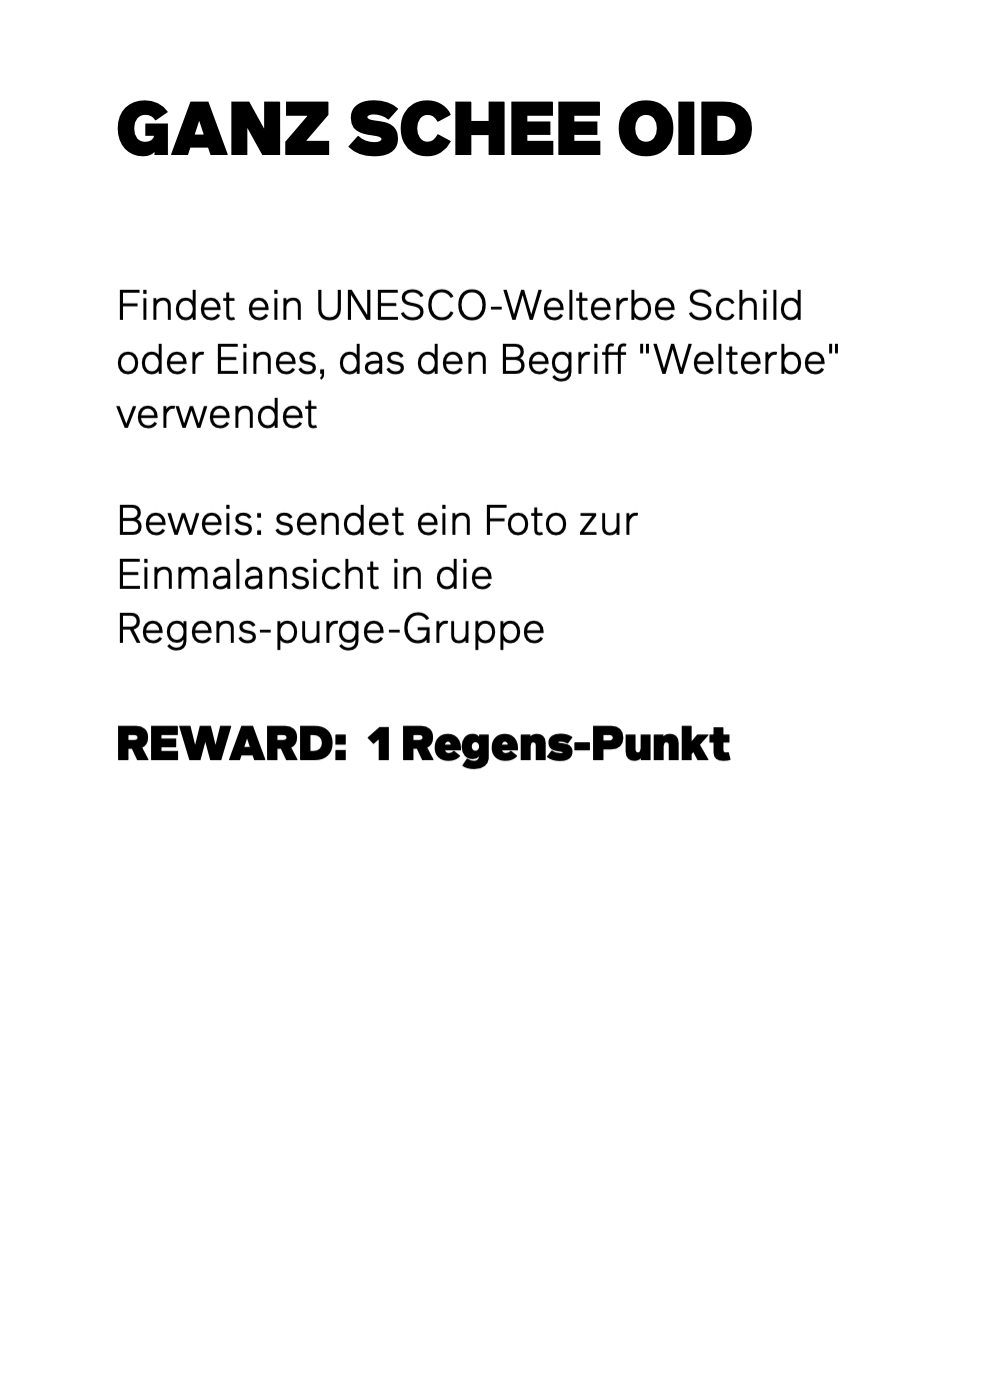 GANZ SCHEE OID
Findet ein UNESCO-Welterbe Schild
oder Eines, das den Begriff "Welterbe"
verwendet
Beweis: sendet ein Foto zur
Einmalansicht in die
Regens-purge-Gruppe
REWARD: 1 Regens-Punkt